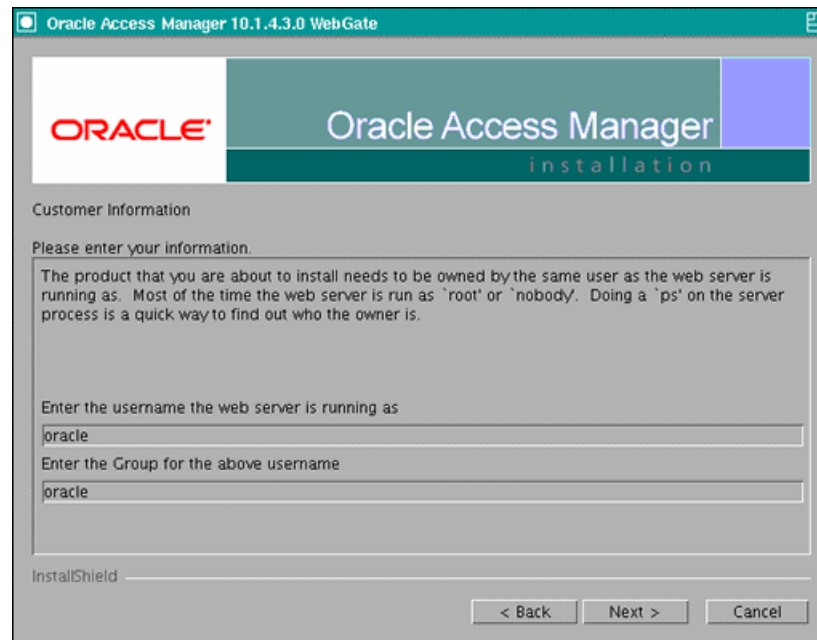 Oracle Access Manager 10.1.4.3.0 WebGate
ORACLE®
Oracle Access Manager
installation
Customer Information
Please enter your information.
The product that you are about to install needs to be owned by the same user as the web server is
running as. Most of the time the web server is run as `root' or `nobody'. Doing a `ps' on the server
process is a quick way to find out who the owner is.
Enter the username the web server is running as
oracle
Enter the Group for the above username
oracle
InstallShield
< Back
Next >
Cancel